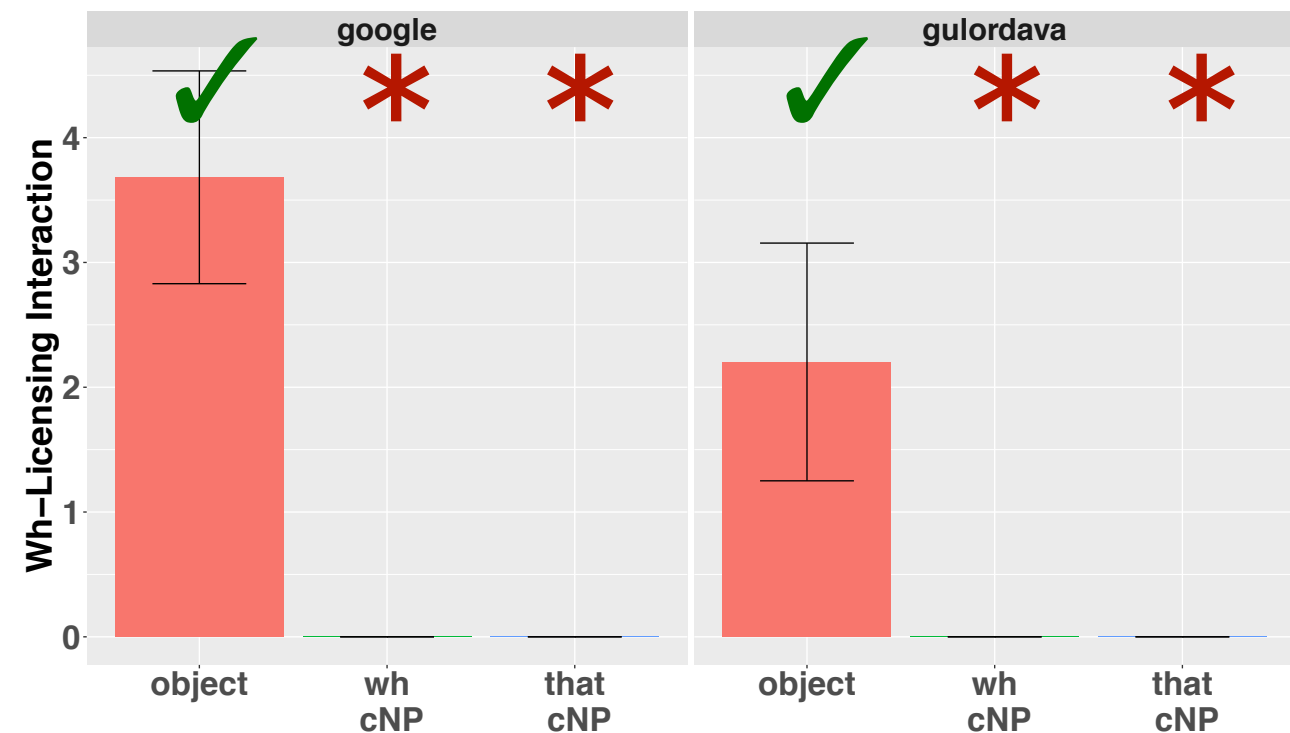 google
gulordava
✓ * *
✓ * *
Wh−Licensing Interaction
4
3
2
1
0
object
wh
cNP
that
cNP
object
wh
cNP
that
cNP